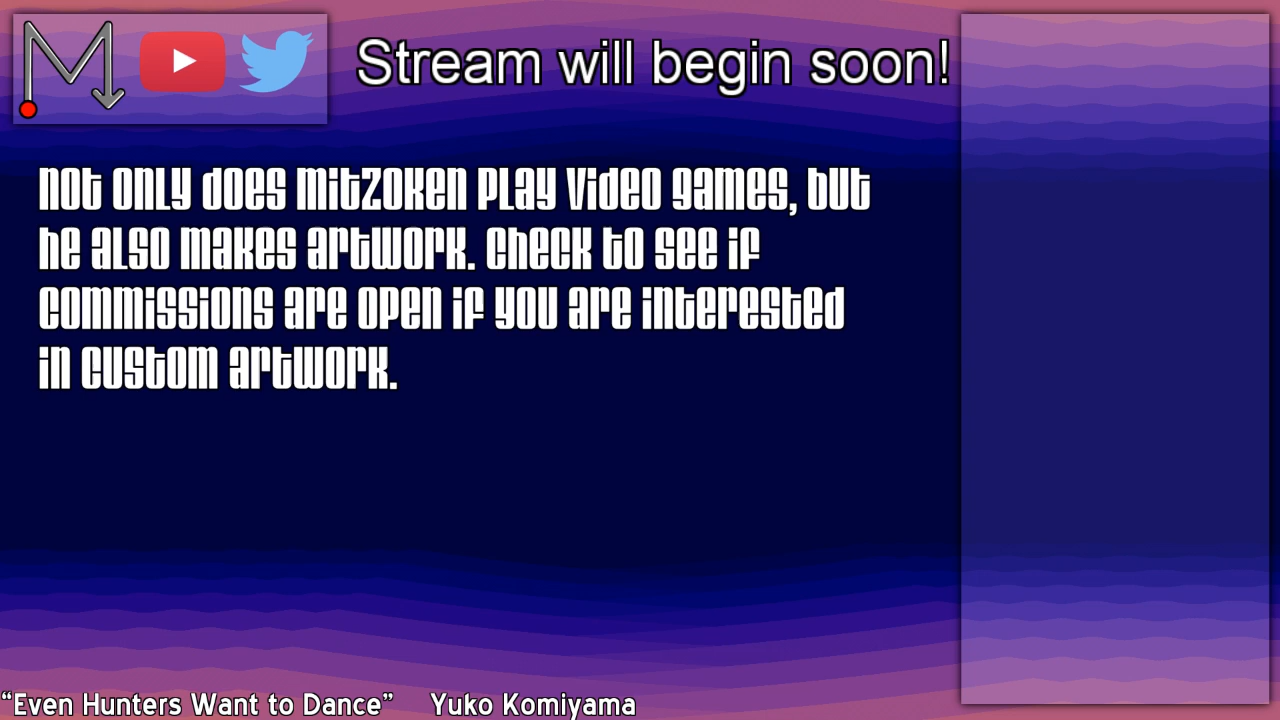 Stream will begin soon!
Not only does Mitzoken play video games, but
he also makes artwork. Check to see if
commissions are open if you are interested
in custom artwork.
“Even Hunters Want to Dance” Yuko Komiyama